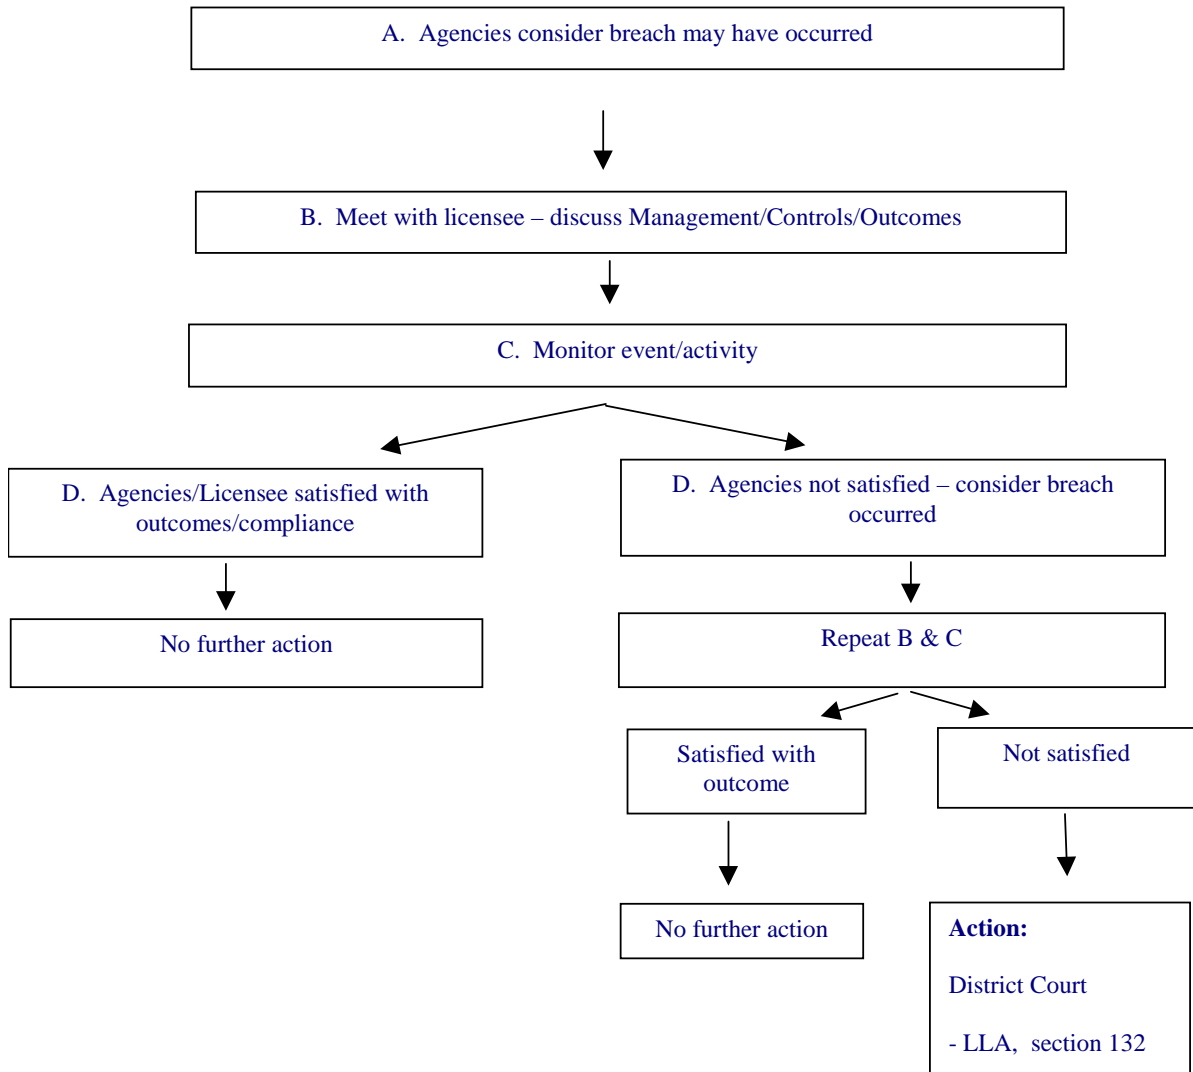 A. Agencies consider breach may have occurred
B. Meet with licensee – discuss Management/Controls/Outcomes
C. Monitor event/activity
D. Agencies/Licensee satisfied with
outcomes/compliance
D. Agencies not satisfied – consider breach
occurred
No further action
Repeat B & C
Satisfied with
outcome
Not satisfied
No further action
Action:
District Court
- LLA, section 132